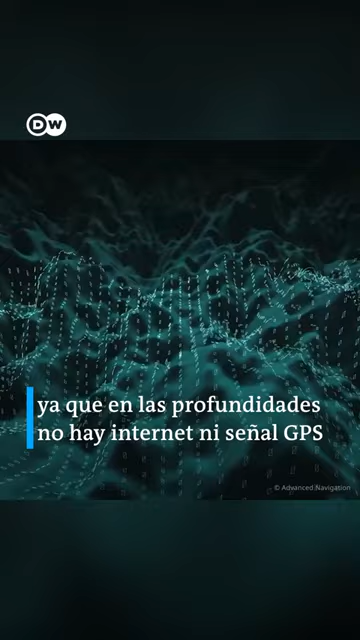 DW
ya que en las profundidades
no hay internet ni señal GPS
© Advanced Navigation